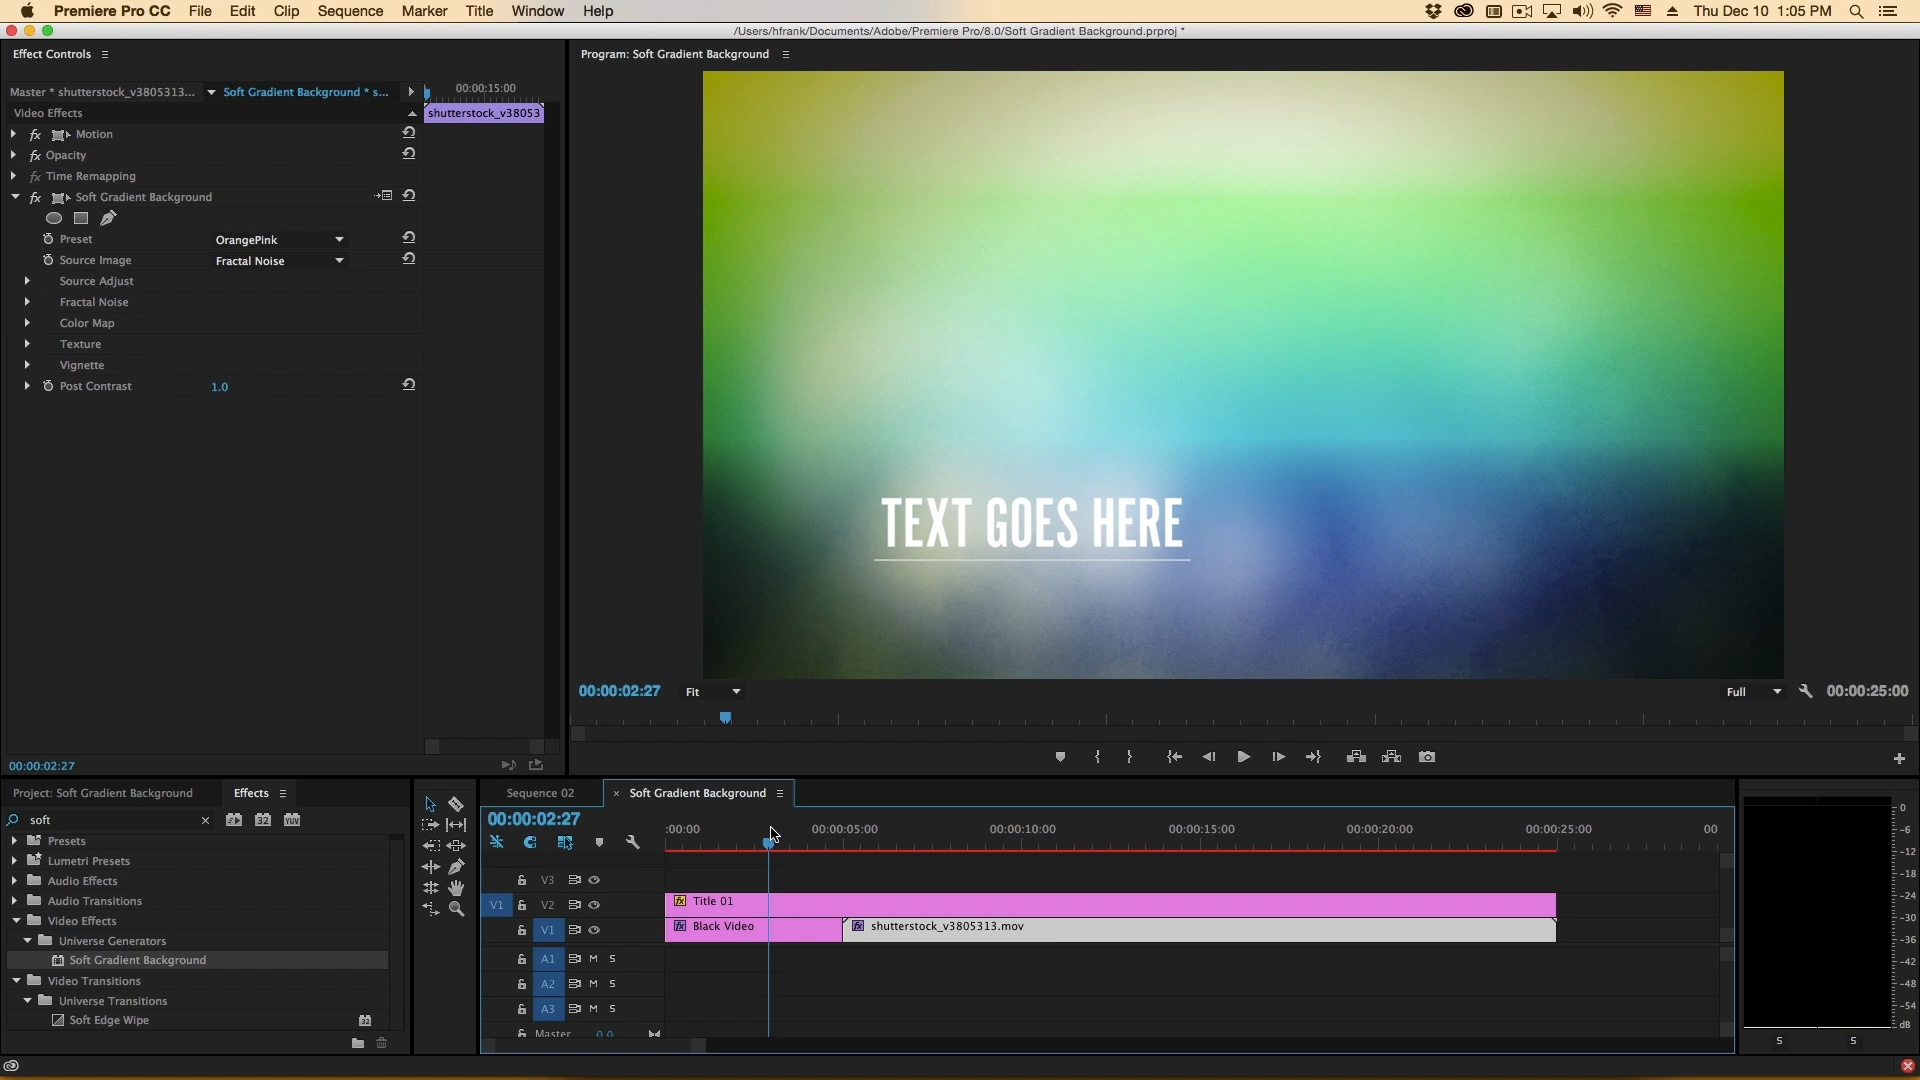 Premiere Pro CC File Edit Clip Sequence Marker Title Window Help Thu Dec 10 1:05 PM
/Users/hfrank/Documents/Adobe/Premiere Pro/8.0/Soft Gradient Background.prproj *
Effect Controls
Program: Soft Gradient Background
Master * shutterstock_v3805313... Soft Gradient Background * s... 00:00:15:00
Video Effects shutterstock_v38053
fx Motion
fx Opacity
fx Time Remapping
fx Soft Gradient Background
Preset OrangePink
Source Image Fractal Noise
Source Adjust
Fractal Noise
Color Map
Texture
Vignette
Post Contrast 1.0
TEXT GOES HERE
00:00:02:27 Fit Full 00:00:25:00
00:00:02:27
Project: Soft Gradient Background Effects
soft 32 YUV
Presets
Lumetri Presets
Audio Effects
Audio Transitions
Video Effects
Universe Generators
Soft Gradient Background
Video Transitions
Universe Transitions
Soft Edge Wipe 32
Sequence 02 × Soft Gradient Background
00:00:02:27
:00:00 00:00:05:00 00:00:10:00 00:00:15:00 00:00:20:00 00:00:25:00 00
V3
V1 V2 fx Title 01
V1 fx Black Video fx shutterstock_v3805313.mov
A1 M S
A2 M S
A3 M S
Master 0.0
0
-6
-12
-18
-24
-30
-36
-42
-48
-54
dB
S S